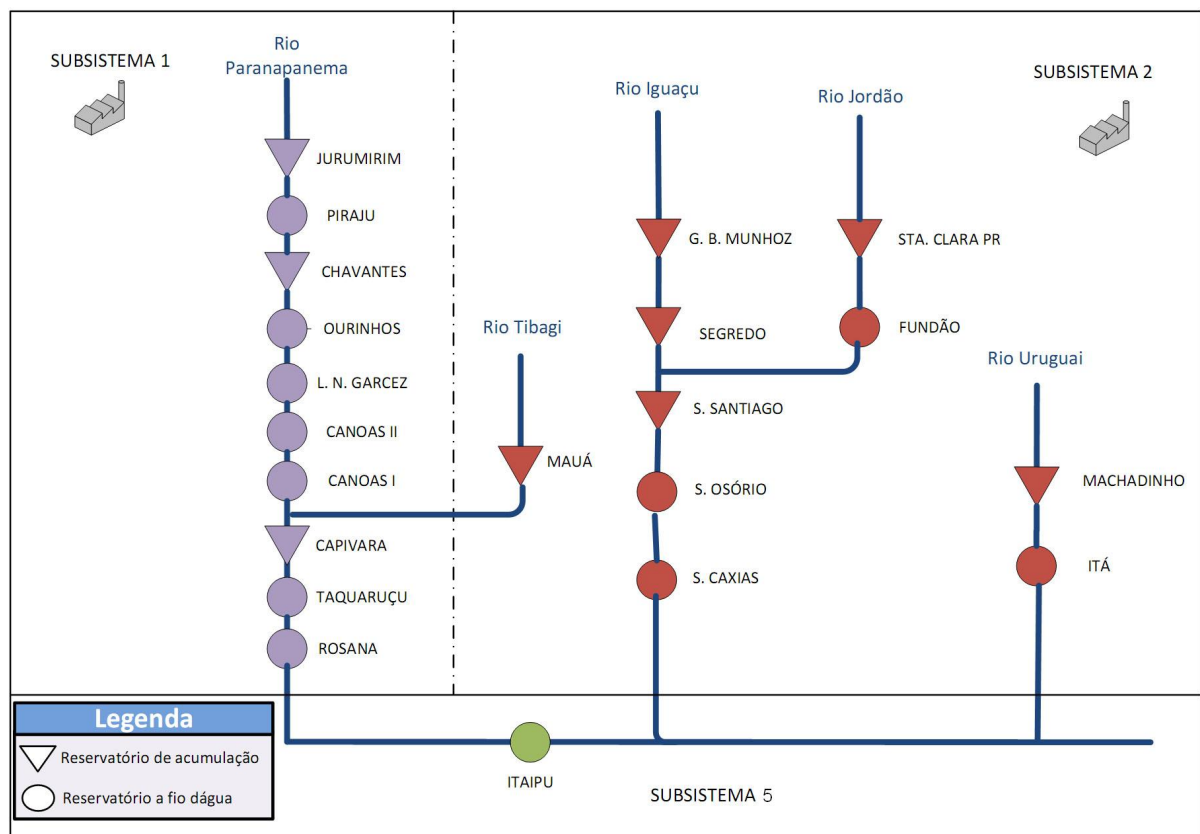 SUBSISTEMA 1
Rio
Paranapanema
JURUMIRIM
PIRAJU
CHAVANTES
OURINHOS
L. N. GARCEZ
CANOAS II
CANOAS I
CAPIVARA
TAQUARUÇU
ROSANA
Rio Tibagi
MAUÁ
SUBSISTEMA 2
Rio Iguaçu
G. B. MUNHOZ
SEGREDO
S. SANTIAGO
S. OSÓRIO
S. CAXIAS
Rio Jordão
STA. CLARA PR
FUNDÃO
Rio Uruguai
MACHADINHO
ITÁ
ITAIPU
SUBSISTEMA 5
Legenda
Reservatório de acumulação
Reservatório a fio dágua